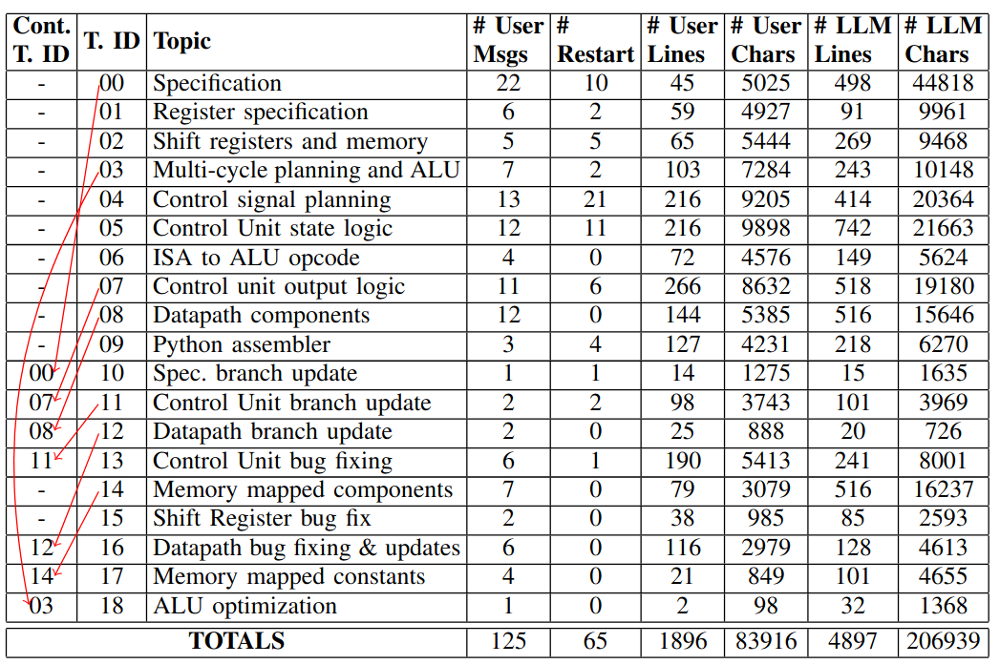 Cont. T. ID | T. ID | Topic | # User Msgs | # Restart | # User Lines | # User Chars | # LLM Lines | # LLM Chars
- | 00 | Specification | 22 | 10 | 45 | 5025 | 498 | 44818
- | 01 | Register specification | 6 | 2 | 59 | 4927 | 91 | 9961
- | 02 | Shift registers and memory | 5 | 5 | 65 | 5444 | 269 | 9468
- | 03 | Multi-cycle planning and ALU | 7 | 2 | 103 | 7284 | 243 | 10148
- | 04 | Control signal planning | 13 | 21 | 216 | 9205 | 414 | 20364
- | 05 | Control Unit state logic | 12 | 11 | 216 | 9898 | 742 | 21663
- | 06 | ISA to ALU opcode | 4 | 0 | 72 | 4576 | 149 | 5624
- | 07 | Control unit output logic | 11 | 6 | 266 | 8632 | 518 | 19180
- | 08 | Datapath components | 12 | 0 | 144 | 5385 | 516 | 15646
- | 09 | Python assembler | 3 | 4 | 127 | 4231 | 218 | 6270
00 | 10 | Spec. branch update | 1 | 1 | 14 | 1275 | 15 | 1635
07 | 11 | Control Unit branch update | 2 | 2 | 98 | 3743 | 101 | 3969
08 | 12 | Datapath branch update | 2 | 0 | 25 | 888 | 20 | 726
11 | 13 | Control Unit bug fixing | 6 | 1 | 190 | 5413 | 241 | 8001
- | 14 | Memory mapped components | 7 | 0 | 79 | 3079 | 516 | 16237
- | 15 | Shift Register bug fix | 2 | 0 | 38 | 985 | 85 | 2593
12 | 16 | Datapath bug fixing & updates | 6 | 0 | 116 | 2979 | 128 | 4613
14 | 17 | Memory mapped constants | 4 | 0 | 21 | 849 | 101 | 4655
03 | 18 | ALU optimization | 1 | 0 | 2 | 98 | 32 | 1368
TOTALS | 125 | 65 | 1896 | 83916 | 4897 | 206939